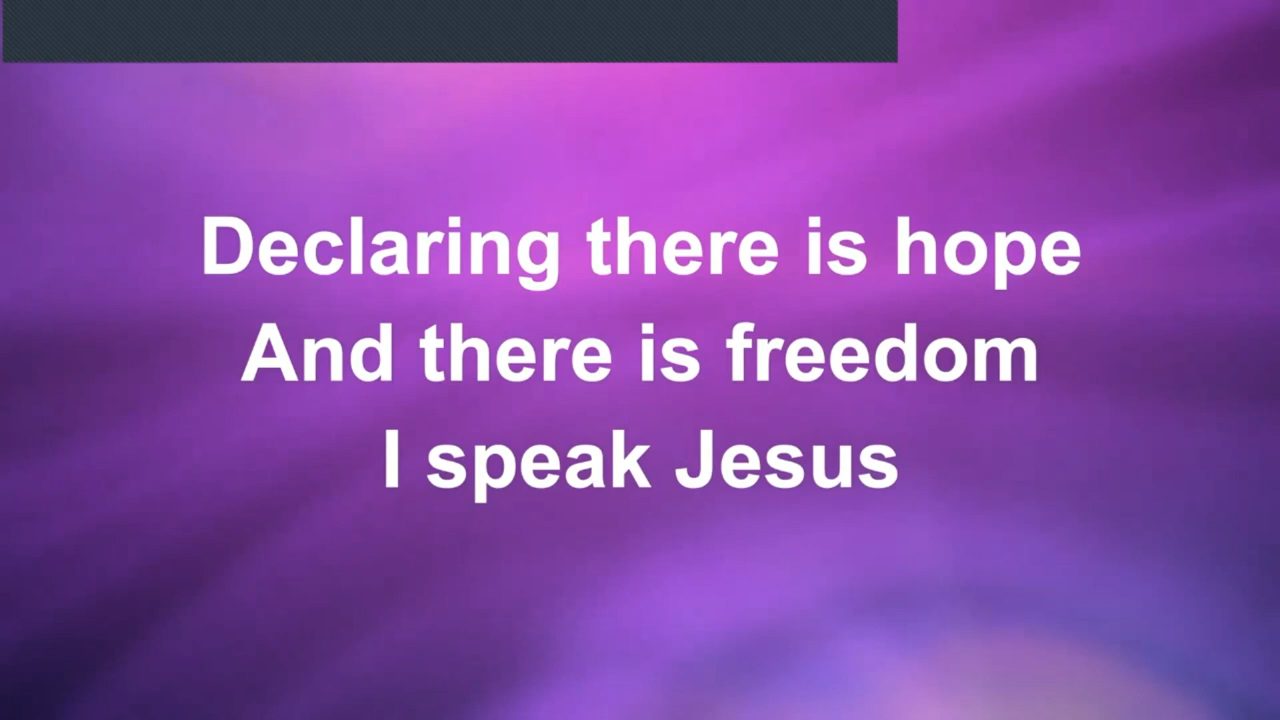 Declaring there is hope
And there is freedom
I speak Jesus